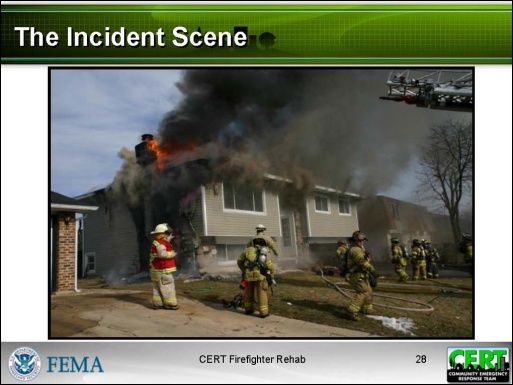 The Incident Scene
FEMA
CERT Firefighter Rehab
28
CERT
COMMUNITY EMERGENCY
RESPONSE TEAM